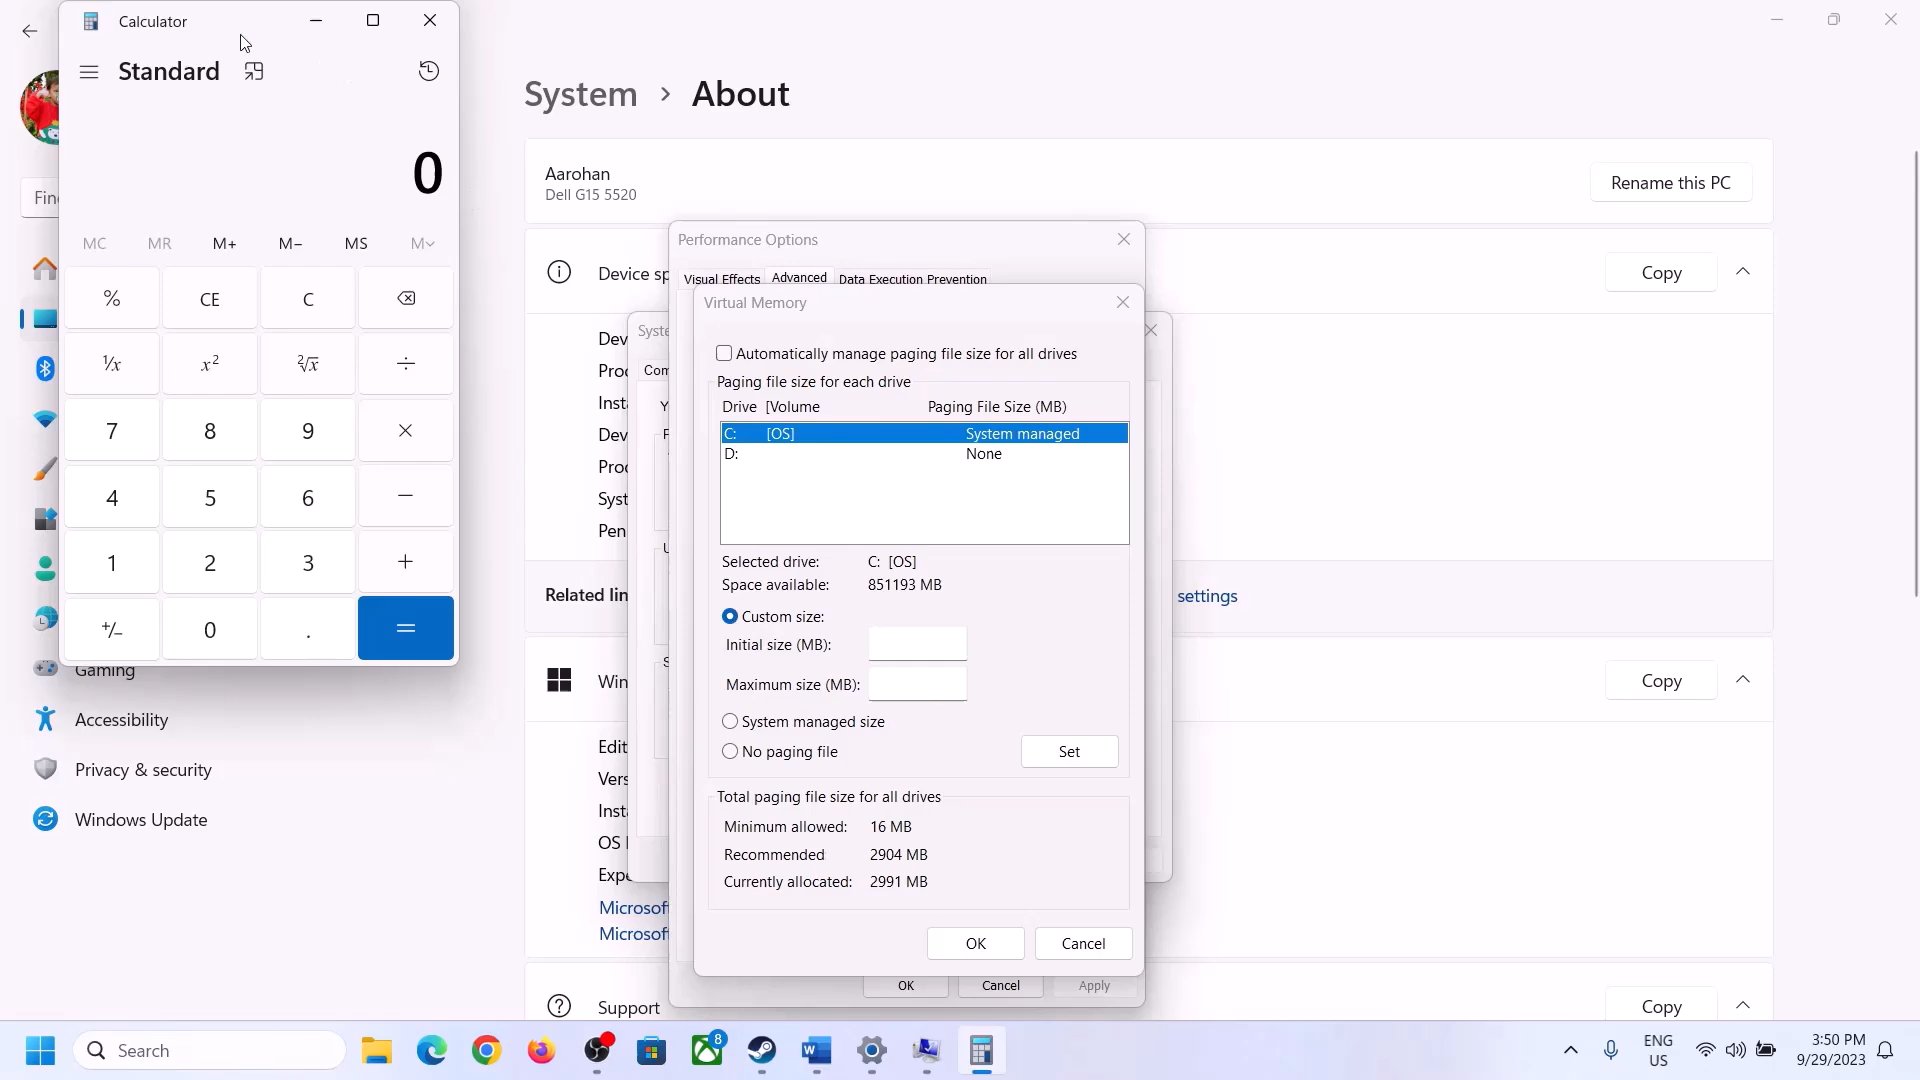 Calculator
Standard
0
MC MR M+ M− MS M
% CE C
¹/x x² ²√x ÷
7 8 9 ×
4 5 6 −
1 2 3 +
+/− 0 . =
Gaming
Accessibility
Privacy & security
Windows Update
System > About
Aarohan
Dell G15 5520
Rename this PC
Copy
Related lin
settings
Copy
Microsof
Microsof
Support
Copy
Performance Options
Visual Effects Advanced Data Execution Prevention
OK Cancel Apply
Virtual Memory
Automatically manage paging file size for all drives
Paging file size for each drive
Drive [Volume Paging File Size (MB)
C: [OS] System managed
D: None
Selected drive: C: [OS]
Space available: 851193 MB
Custom size:
Initial size (MB):
Maximum size (MB):
System managed size
No paging file Set
Total paging file size for all drives
Minimum allowed: 16 MB
Recommended 2904 MB
Currently allocated: 2991 MB
OK Cancel
Search
8
ENG
US
3:50 PM
9/29/2023